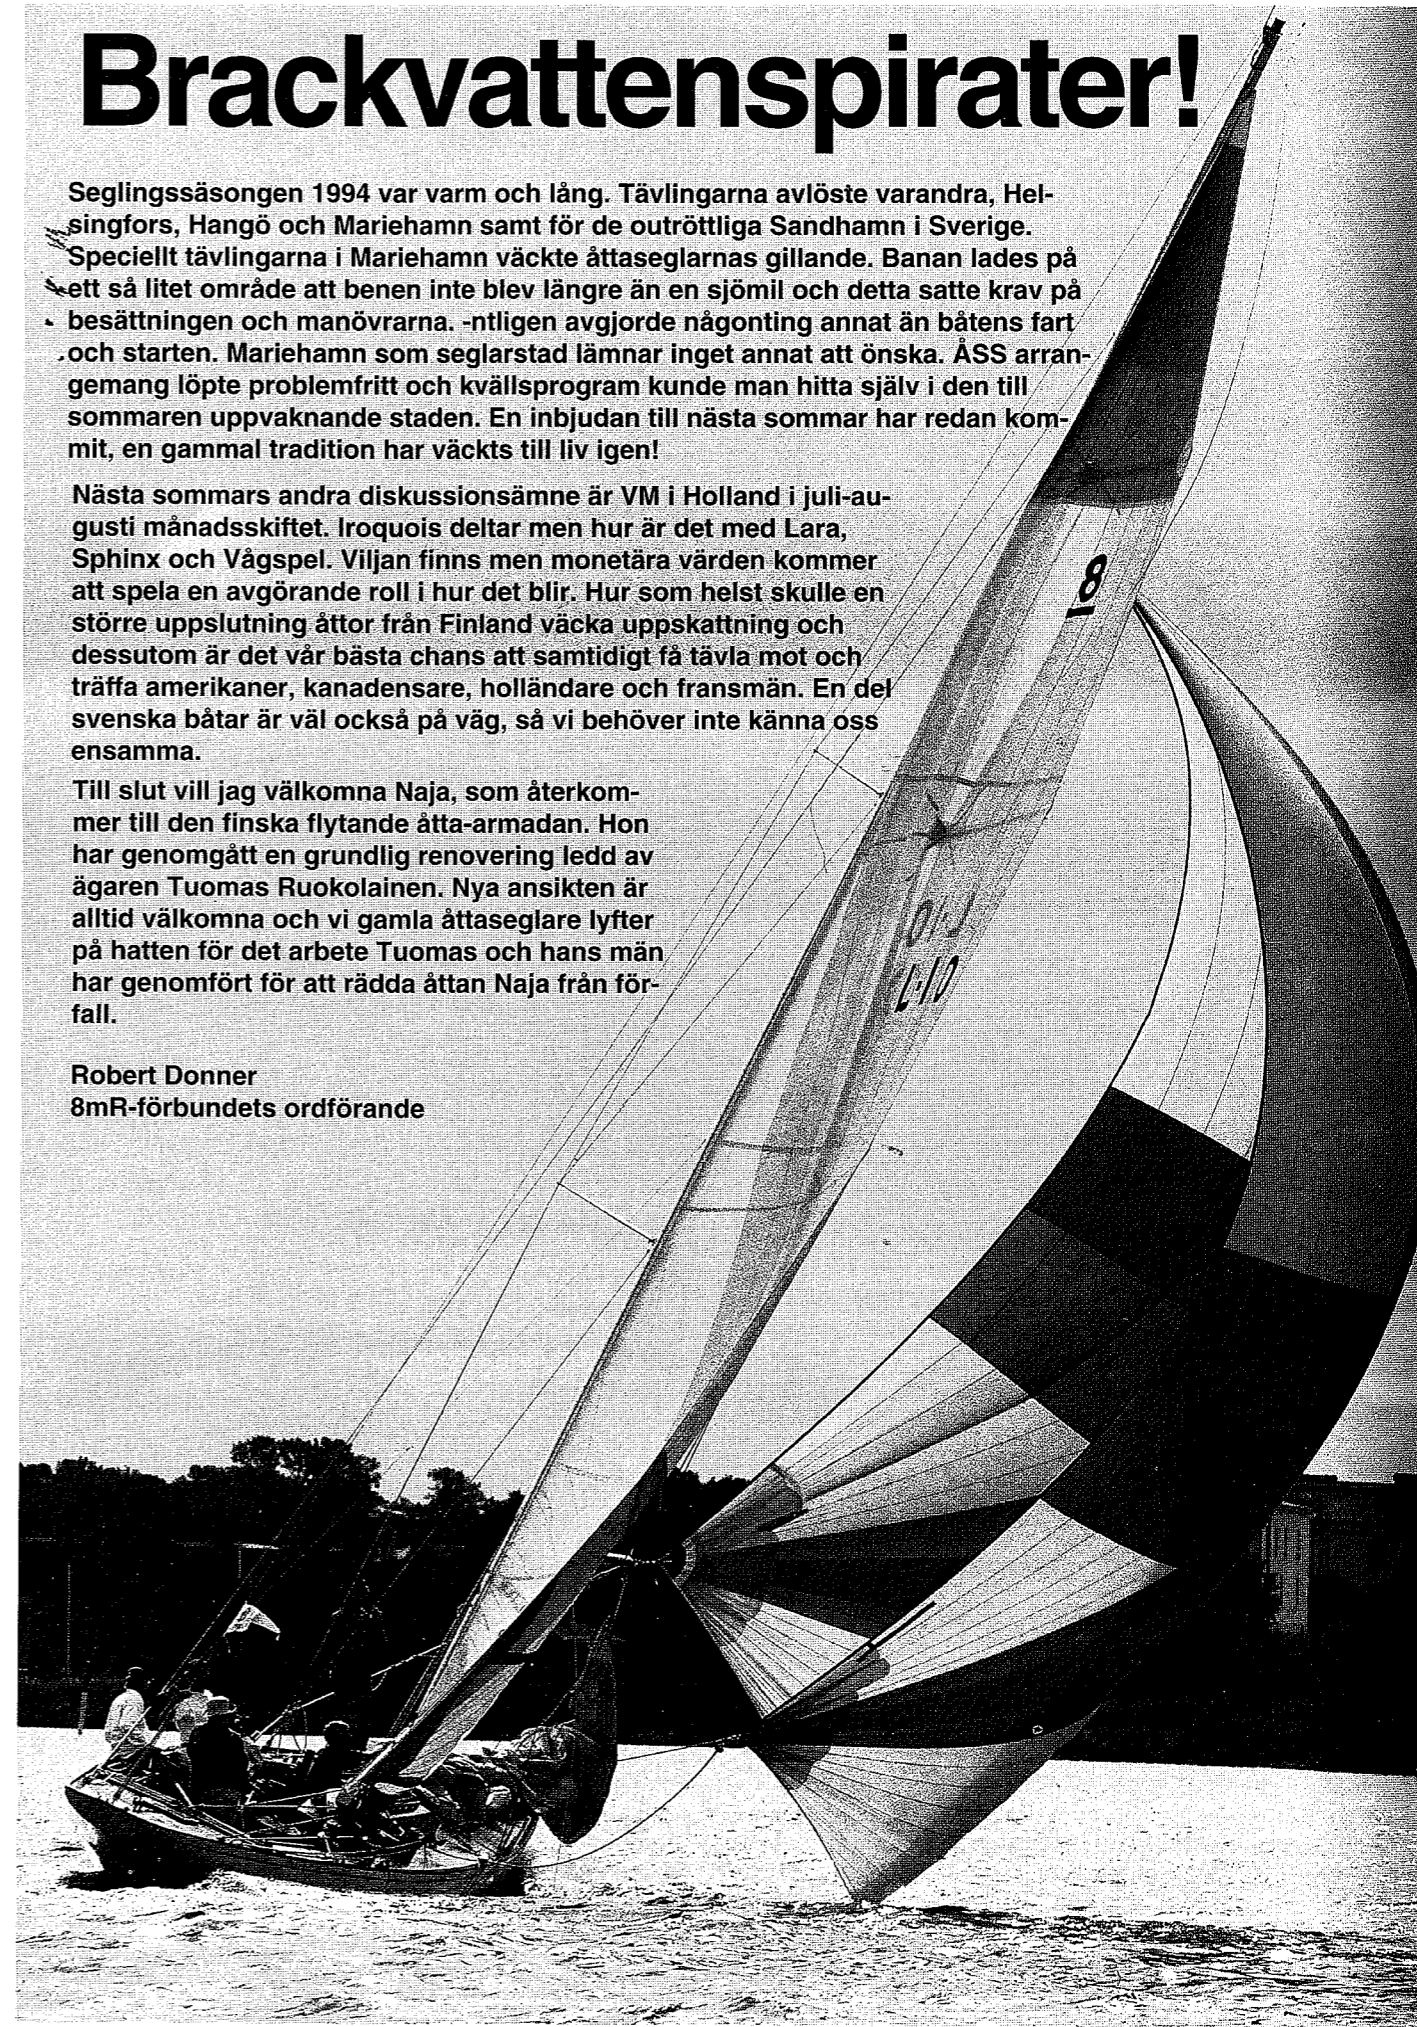 Brackvattenspirater!
Seglingssäsongen 1994 var varm och lång. Tävlingarna avlöste varandra, Hel-
singfors, Hangö och Mariehamn samt för de outröttliga Sandhamn i Sverige.
Speciellt tävlingarna i Mariehamn väckte åttaseglarnas gillande. Banan lades på
ett så litet område att benen inte blev längre än en sjömil och detta satte krav på
besättningen och manövrarna. -ntligen avgjorde någonting annat än båtens fart
och starten. Mariehamn som seglarstad lämnar inget annat att önska. ÅSS arran-
gemang löpte problemfritt och kvällsprogram kunde man hitta själv i den till
sommaren uppvaknande staden. En inbjudan till nästa sommar har redan kom-
mit, en gammal tradition har väckts till liv igen!
Nästa sommars andra diskussionsämne är VM i Holland i juli-au-
gusti månadsskiftet. Iroquois deltar men hur är det med Lara,
Sphinx och Vågspel. Viljan finns men monetära värden kommer
att spela en avgörande roll i hur det blir. Hur som helst skulle en
större uppslutning åttor från Finland väcka uppskattning och
dessutom är det vår bästa chans att samtidigt få tävla mot och
träffa amerikaner, kanadensare, holländare och fransmän. En del
svenska båtar är väl också på väg, så vi behöver inte känna oss
ensamma.
Till slut vill jag välkomna Naja, som återkom-
mer till den finska flytande åtta-armadan. Hon
har genomgått en grundlig renovering ledd av
ägaren Tuomas Ruokolainen. Nya ansikten är
alltid välkomna och vi gamla åttaseglare lyfter
på hatten för det arbete Tuomas och hans män
har genomfört för att rädda åttan Naja från för-
fall.
Robert Donner
8mR-förbundets ordförande
8